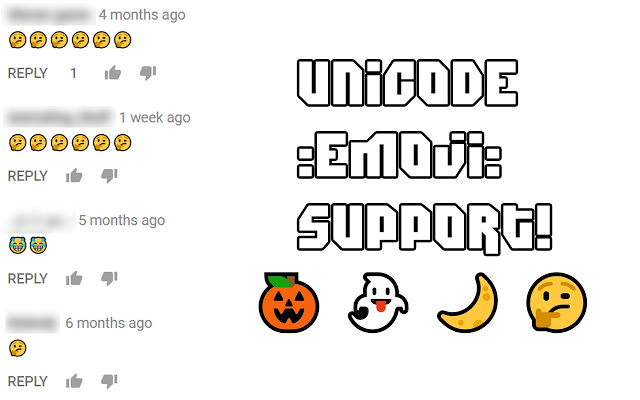 4 months ago
🤔🤔🤔🤔🤔🤔
REPLY 1
1 week ago
🤔🤔🤔🤔🤔🤔
REPLY
5 months ago
😂😂
REPLY
6 months ago
🤔
REPLY
UNiCODE
:EMOji:
SUPPORt!
🎃👻🌙🤔